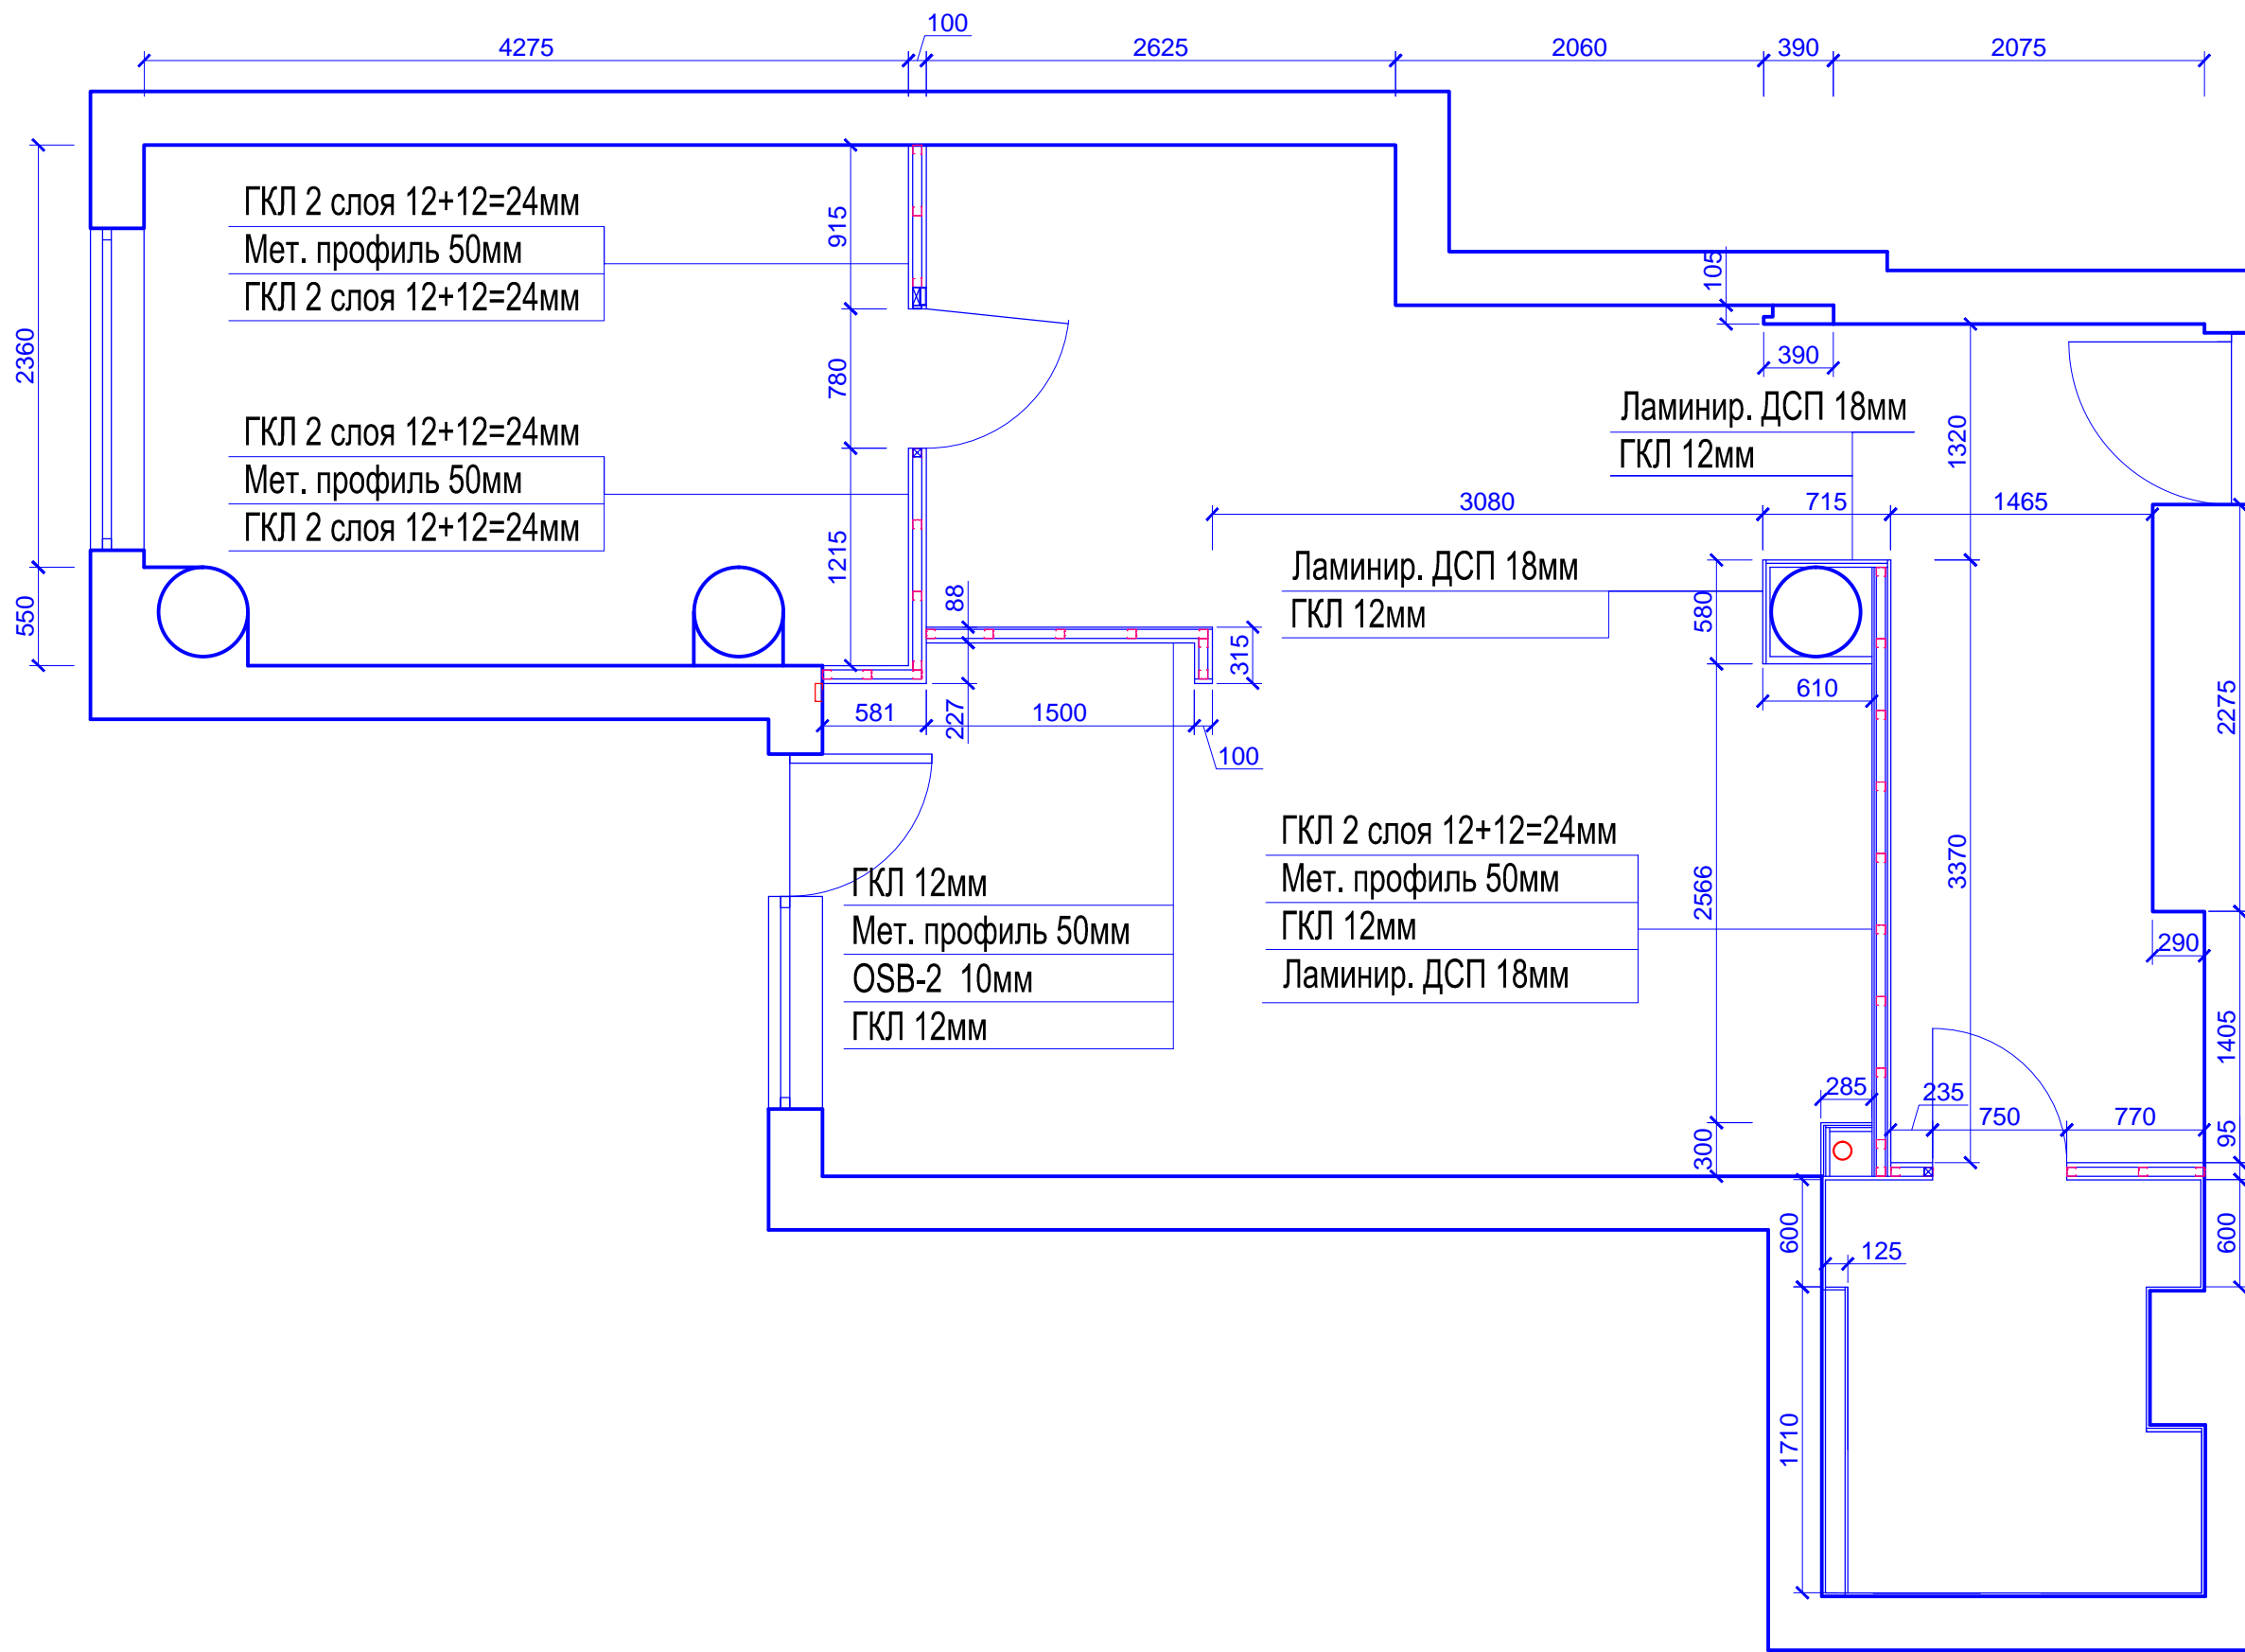 100
4275
2625
2060
390
2075
ГКЛ 2 слоя 12+12=24мм
Мет. профиль 50мм
ГКЛ 2 слоя 12+12=24мм
915
105
2360
780
390
1320
ГКЛ 2 слоя 12+12=24мм
Мет. профиль 50мм
ГКЛ 2 слоя 12+12=24мм
Ламинир. ДСП 18мм
ГКЛ 12мм
3080
715
1465
1215
550
88
Ламинир. ДСП 18мм
ГКЛ 12мм
580
315
610
2275
581
227
1500
100
ГКЛ 12мм
Мет. профиль 50мм
OSB-2 10мм
ГКЛ 12мм
ГКЛ 2 слоя 12+12=24мм
Мет. профиль 50мм
ГКЛ 12мм
Ламинир. ДСП 18мм
2566
3370
290
1405
285
235
750
770
95
300
600
125
600
1710